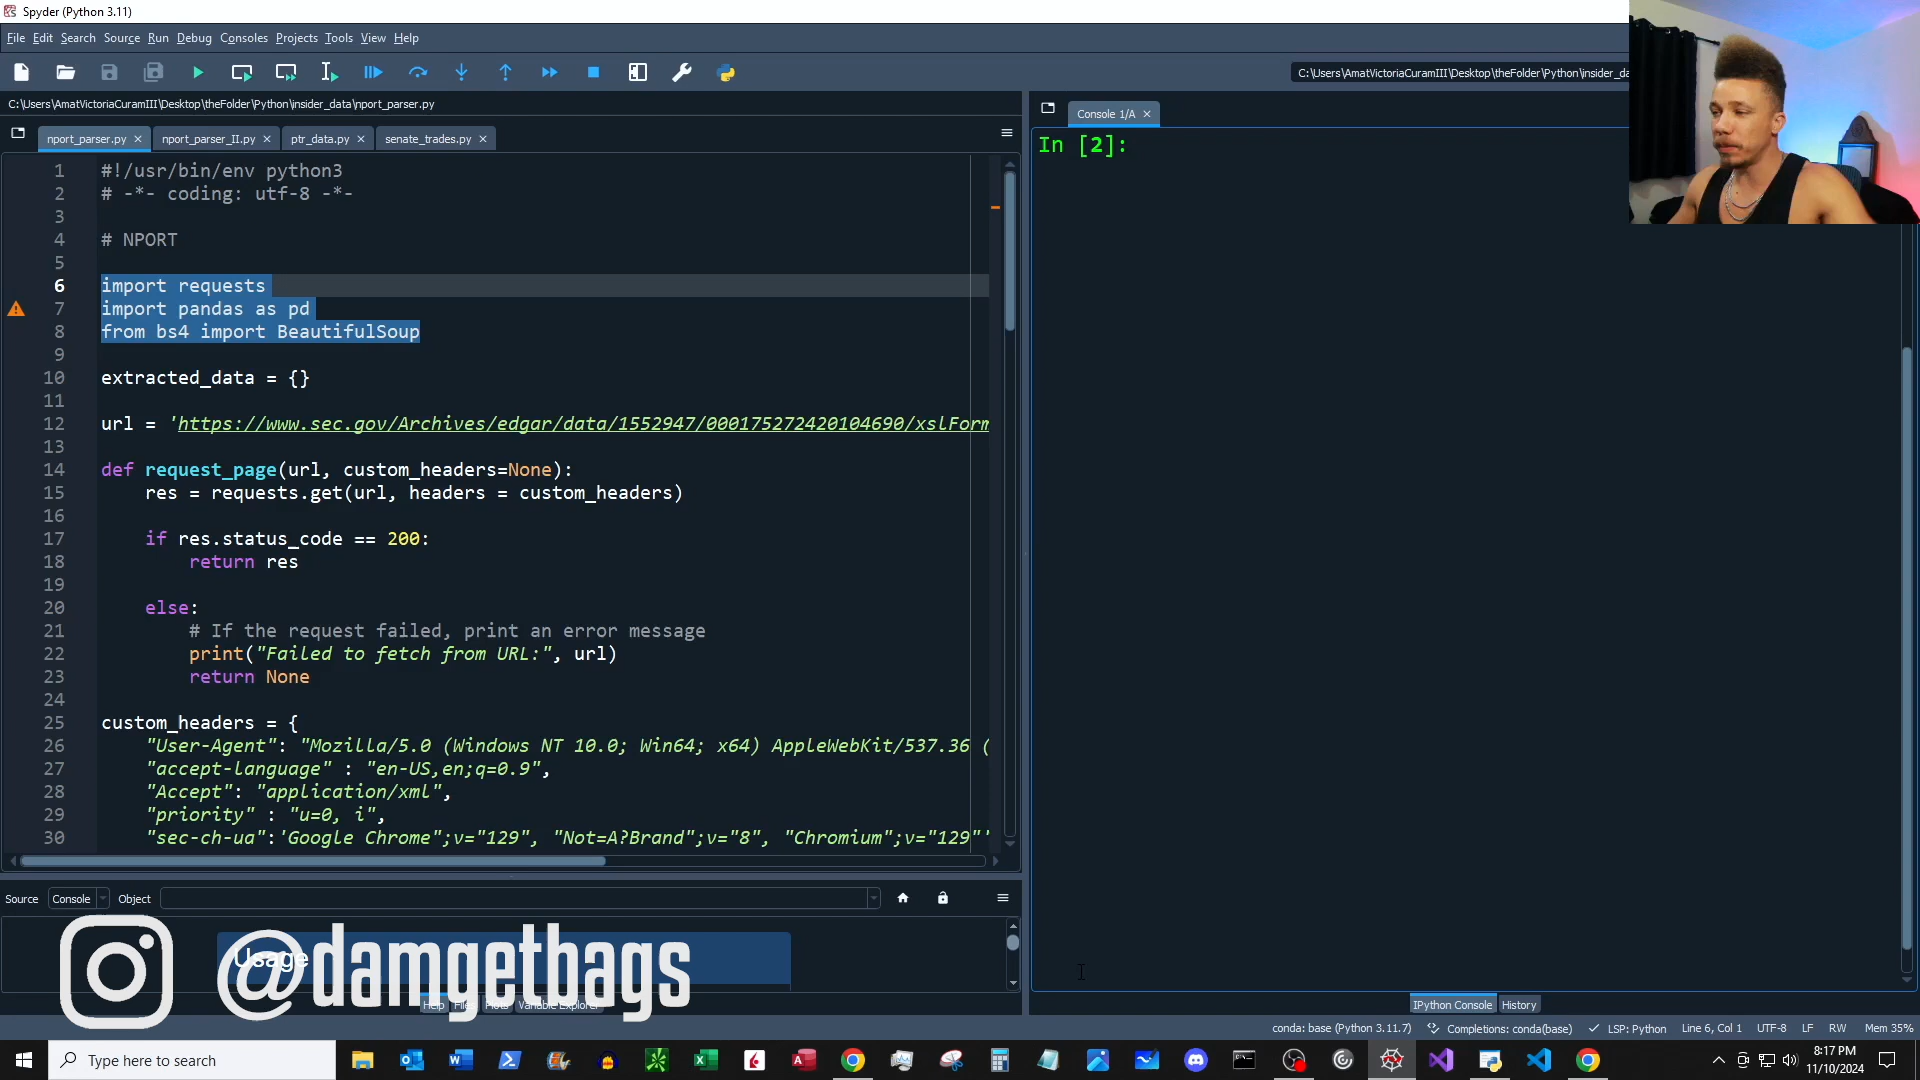 Spyder (Python 3.11)
File Edit Search Source Run Debug Consoles Projects Tools View Help
C:\Users\AmatVictoriaCuramIII\Desktop\theFolder\Python\insider_da
C:\Users\AmatVictoriaCuramIII\Desktop\theFolder\Python\insider_data\nport_parser.py
nport_parser.py nport_parser_II.py ptr_data.py senate_trades.py
1 #!/usr/bin/env python3
2 # -*- coding: utf-8 -*-
3
4 # NPORT
5
6 import requests
7 import pandas as pd
8 from bs4 import BeautifulSoup
9
10 extracted_data = {}
11
12 url = 'https://www.sec.gov/Archives/edgar/data/1552947/000175272420104690/xslForm
13
14 def request_page(url, custom_headers=None):
15 res = requests.get(url, headers = custom_headers)
16
17 if res.status_code == 200:
18 return res
19
20 else:
21 # If the request failed, print an error message
22 print("Failed to fetch from URL:", url)
23 return None
24
25 custom_headers = {
26 "User-Agent": "Mozilla/5.0 (Windows NT 10.0; Win64; x64) AppleWebKit/537.36 (
27 "accept-language" : "en-US,en;q=0.9",
28 "Accept": "application/xml",
29 "priority" : "u=0, i",
30 "sec-ch-ua":'Google Chrome";v="129", "Not=A?Brand";v="8", "Chromium";v="129"'
Console 1/A
In [2]:
Source Console Object
Usage
@damgetbags
Help Files Plots Variable Explorer
IPython Console History
conda: base (Python 3.11.7) Completions: conda(base) LSP: Python Line 6, Col 1 UTF-8 LF RW Mem 35%
Type here to search
8:17 PM
11/10/2024